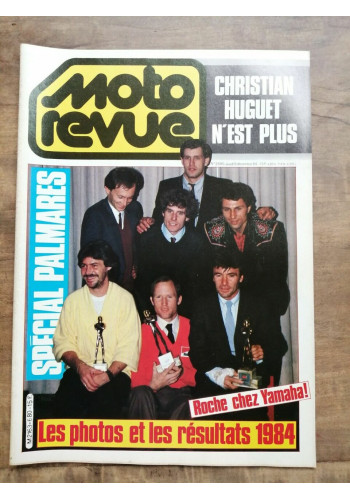 Moto
revue
CHRISTIAN
HUGUET
N'EST PLUS
SPÉCIAL PALMARES
Roche chez Yamaha!
Les photos et les résultats 1984